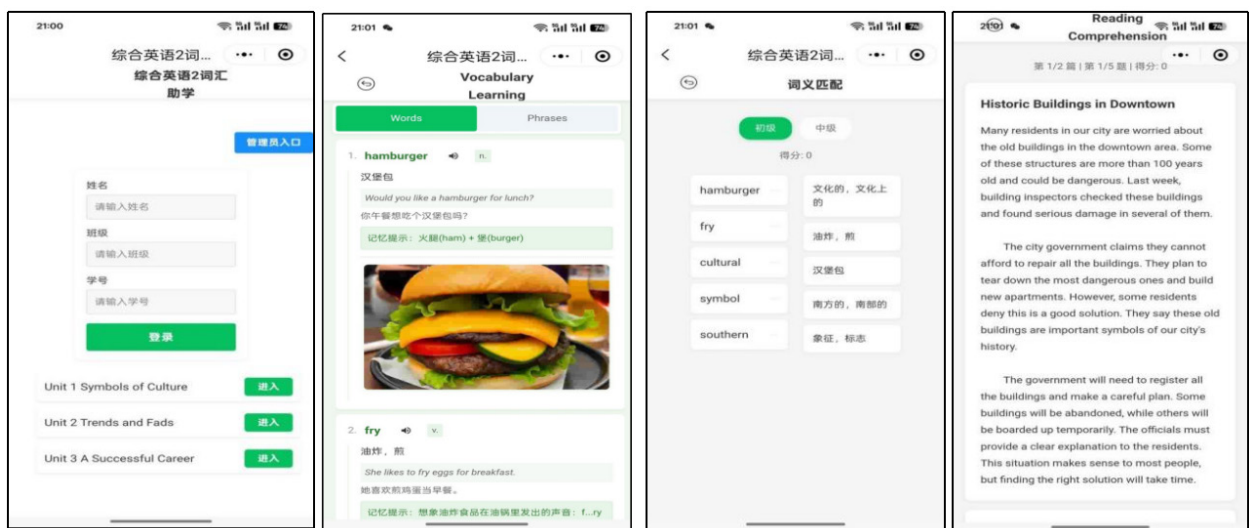 21:00
综合英语2词...
综合英语2词汇
助学
管理员入口
姓名
请输入姓名
班级
请输入班级
学号
请输入学号
登录
Unit 1 Symbols of Culture
进入
Unit 2 Trends and Fads
进入
Unit 3 A Successful Career
进入
21:01
综合英语2词...
Vocabulary
Learning
Words
Phrases
1. hamburger n.
汉堡包
Would you like a hamburger for lunch?
你午餐想吃个汉堡包吗?
记忆提示：火腿(ham) + 堡(burger)
2. fry v.
油炸，煎
She likes to fry eggs for breakfast.
她喜欢煎鸡蛋当早餐。
记忆提示：想象油炸食品在油锅里发出的声音：f...ry
21:01
综合英语2词...
词义匹配
初级
中级
得分: 0
hamburger
文化的，文化上
的
fry
油炸，煎
cultural
汉堡包
symbol
南方的，南部的
southern
象征，标志
21:01
Reading
Comprehension
第 1/2 篇 | 第 1/5 题 | 得分: 0
Historic Buildings in Downtown
Many residents in our city are worried about
the old buildings in the downtown area. Some
of these structures are more than 100 years
old and could be dangerous. Last week,
building inspectors checked these buildings
and found serious damage in several of them.
The city government claims they cannot
afford to repair all the buildings. They plan to
tear down the most dangerous ones and build
new apartments. However, some residents
deny this is a good solution. They say these old
buildings are important symbols of our city's
history.
The government will need to register all
the buildings and make a careful plan. Some
buildings will be abandoned, while others will
be boarded up temporarily. The officials must
provide a clear explanation to the residents.
This situation makes sense to most people,
but finding the right solution will take time.